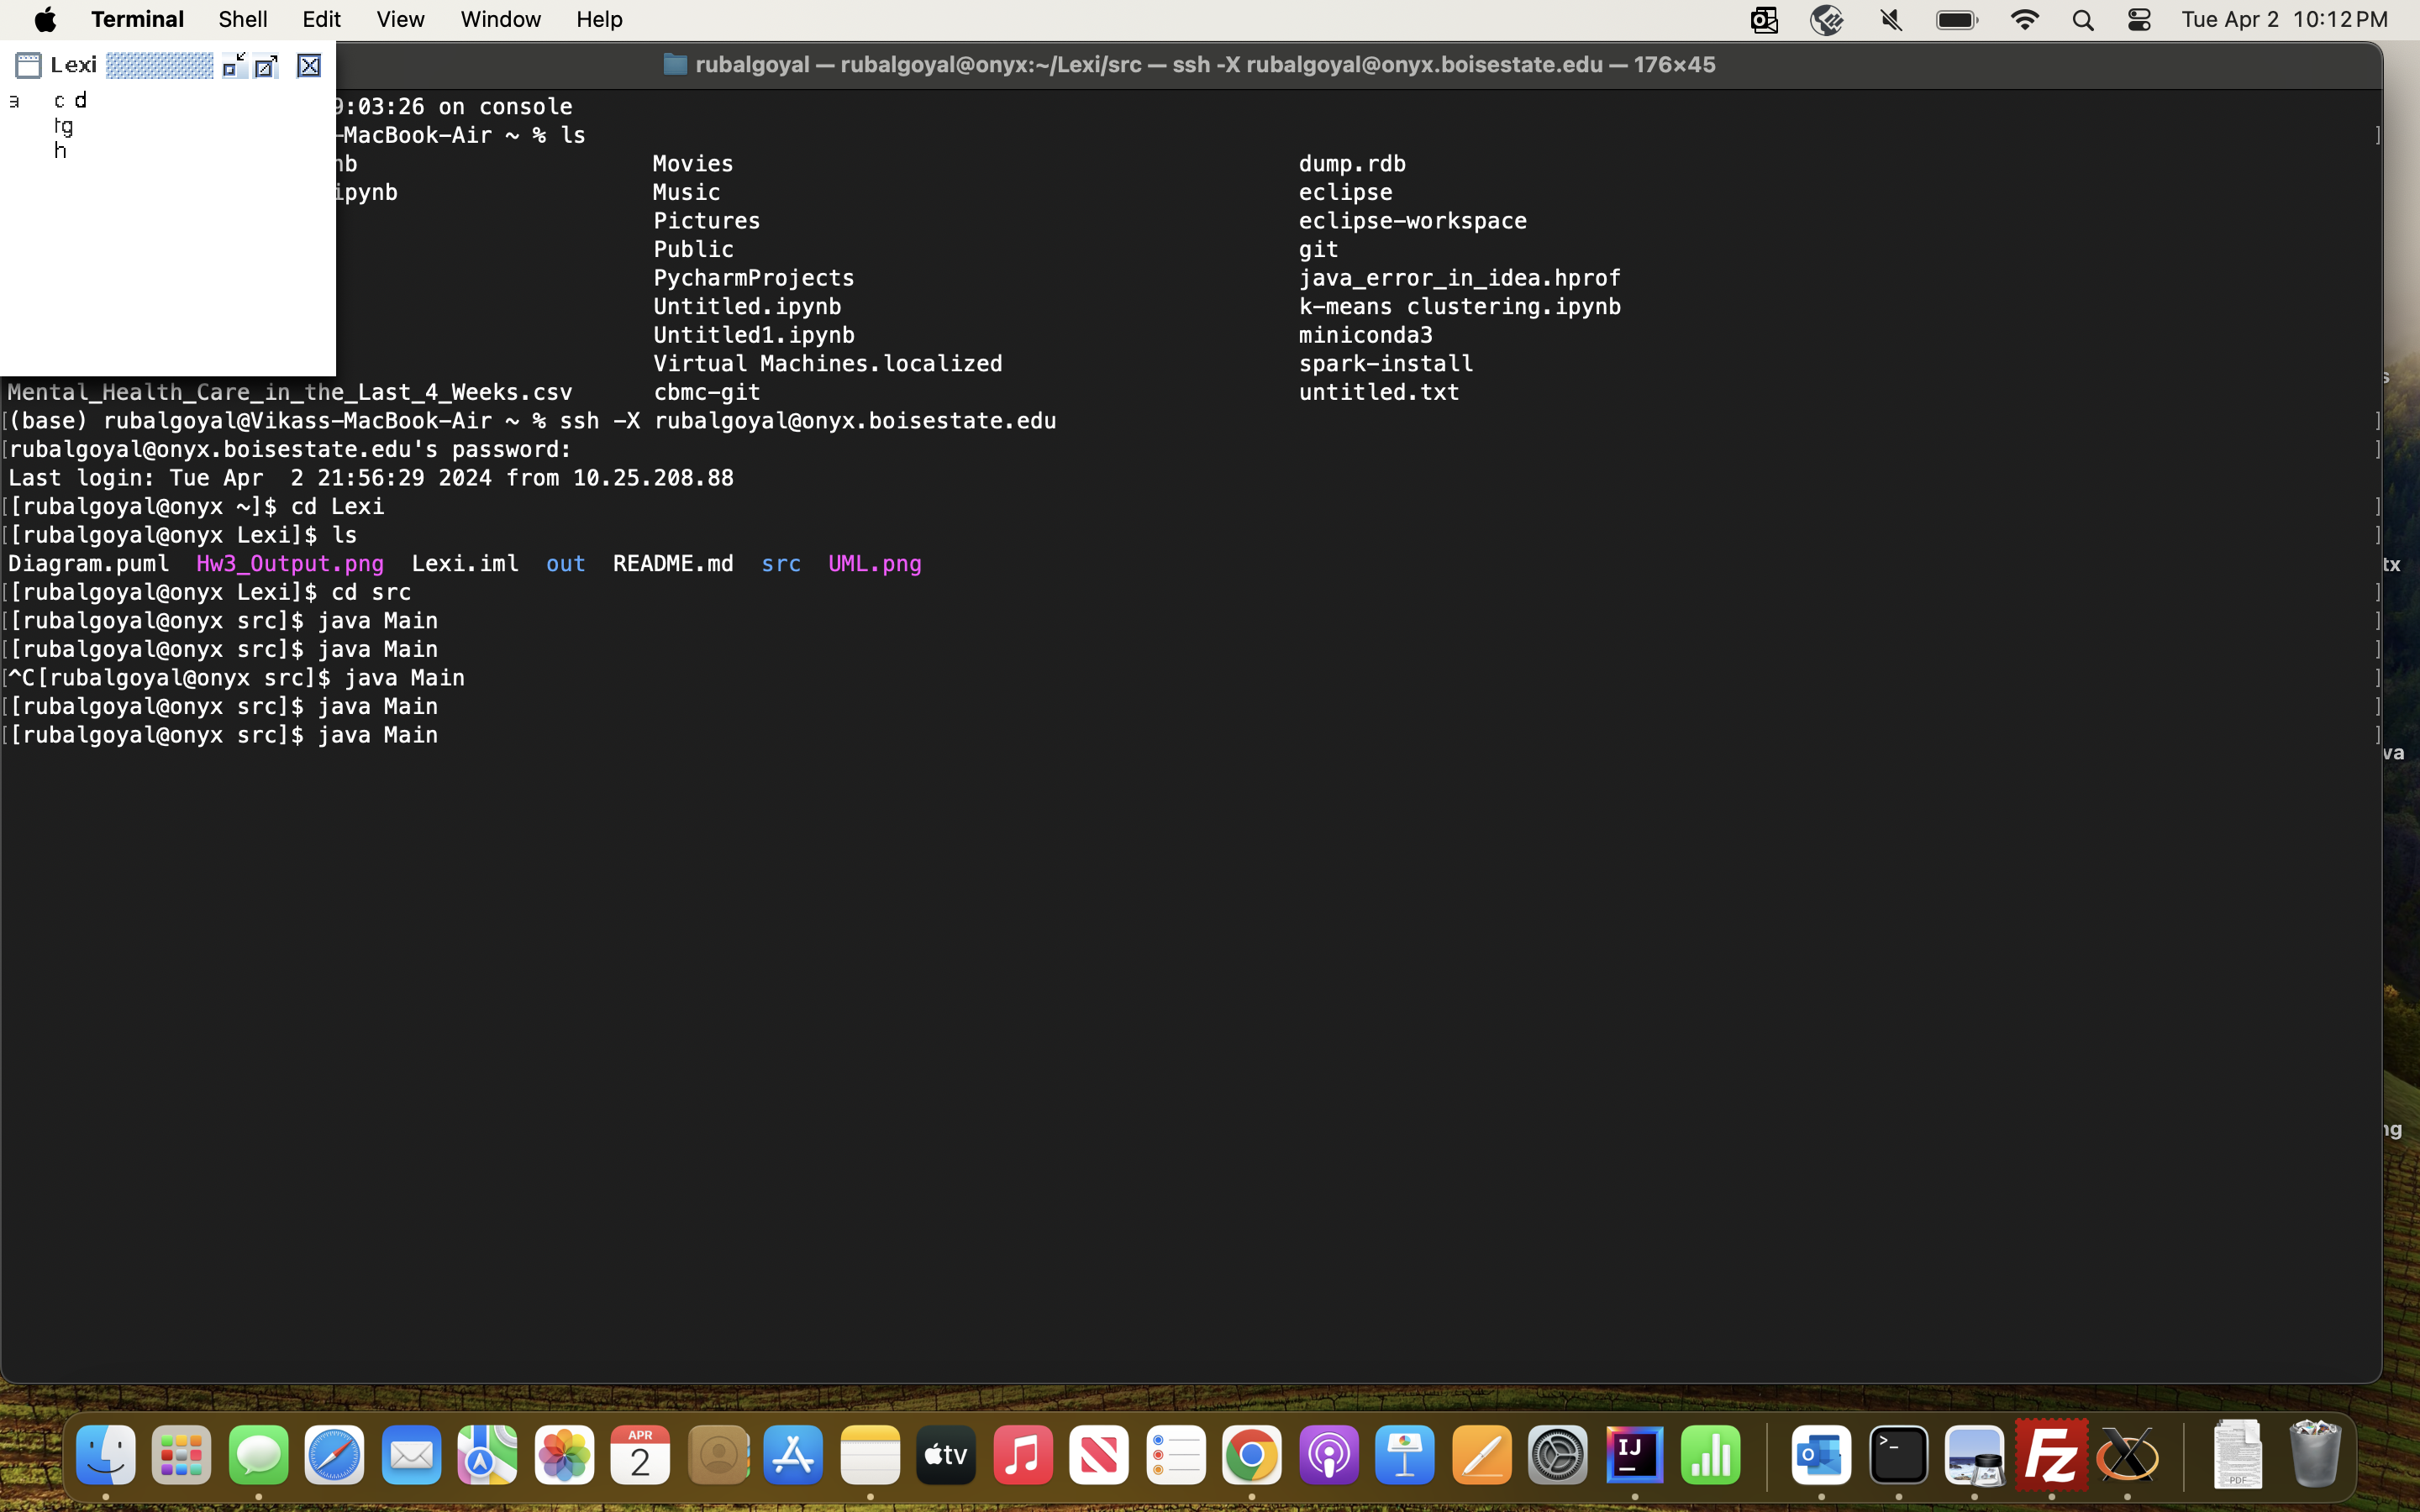 Terminal Shell Edit View Window Help Tue Apr 2 10:12 PM
Lexi
rubalgoyal — rubalgoyal@onyx:~/Lexi/src — ssh -X rubalgoyal@onyx.boisestate.edu — 176×45
a c d
g
h
9:03:26 on console
-MacBook-Air ~ % ls
nb Movies dump.rdb
ipynb Music eclipse
Pictures eclipse-workspace
Public git
PycharmProjects java_error_in_idea.hprof
Untitled.ipynb k-means clustering.ipynb
Untitled1.ipynb miniconda3
Virtual Machines.localized spark-install
Mental_Health_Care_in_the_Last_4_Weeks.csv cbmc-git untitled.txt
[(base) rubalgoyal@Vikass-MacBook-Air ~ % ssh -X rubalgoyal@onyx.boisestate.edu ]
[rubalgoyal@onyx.boisestate.edu's password: ]
Last login: Tue Apr  2 21:56:29 2024 from 10.25.208.88
[[rubalgoyal@onyx ~]$ cd Lexi ]
[[rubalgoyal@onyx Lexi]$ ls ]
Diagram.puml Hw3_Output.png Lexi.iml out README.md src UML.png
[[rubalgoyal@onyx Lexi]$ cd src ]
[[rubalgoyal@onyx src]$ java Main ]
[[rubalgoyal@onyx src]$ java Main ]
[^C[rubalgoyal@onyx src]$ java Main ]
[[rubalgoyal@onyx src]$ java Main ]
[[rubalgoyal@onyx src]$ java Main ]
s
tx
va
ng
APR
2
tv
IJ
>_
Fz
PDF